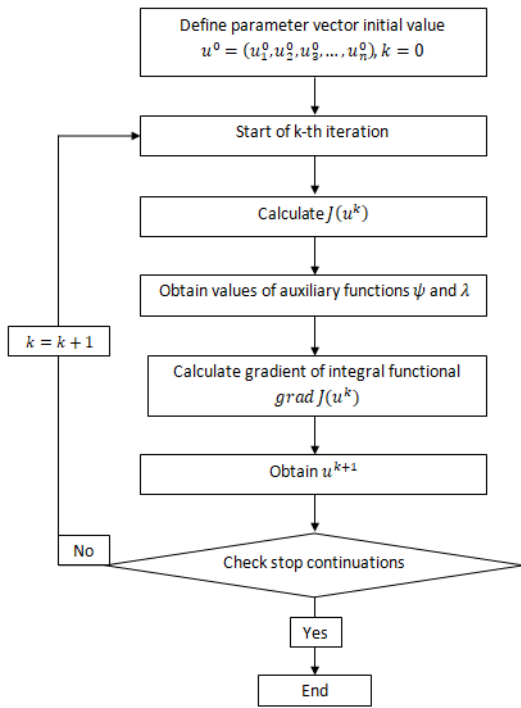 Define parameter vector initial value
u⁰ = (u₁⁰, u₂⁰, u₃⁰, ..., uₙ⁰), k = 0
Start of k-th iteration
Calculate J(uᵏ)
Obtain values of auxiliary functions ψ and λ
k = k + 1
Calculate gradient of integral functional
grad J(uᵏ)
Obtain uᵏ⁺¹
No
Check stop continuations
Yes
End